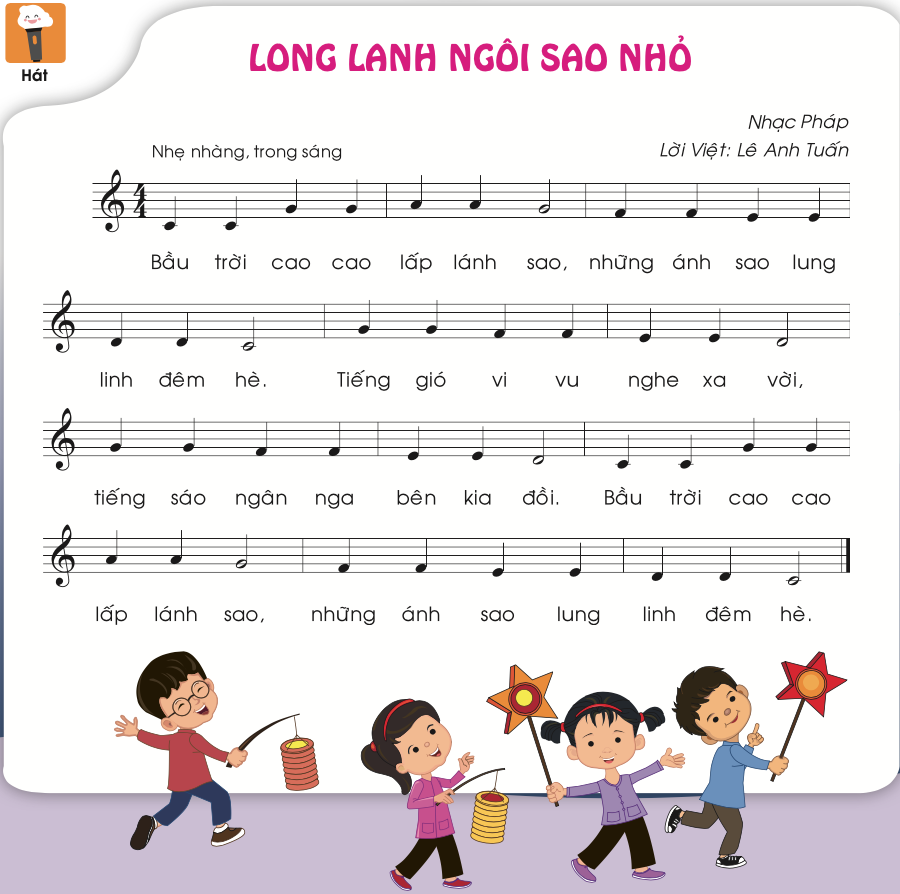 Hát
LONG LANH NGÔI SAO NHỎ
Nhạc Pháp
Lời Việt: Lê Anh Tuấn
Nhẹ nhàng, trong sáng
4
4
Bầu trời cao cao lấp lánh sao, những ánh sao lung
linh đêm hè. Tiếng gió vi vu nghe xa vời,
tiếng sáo ngân nga bên kia đồi. Bầu trời cao cao
lấp lánh sao, những ánh sao lung linh đêm hè.